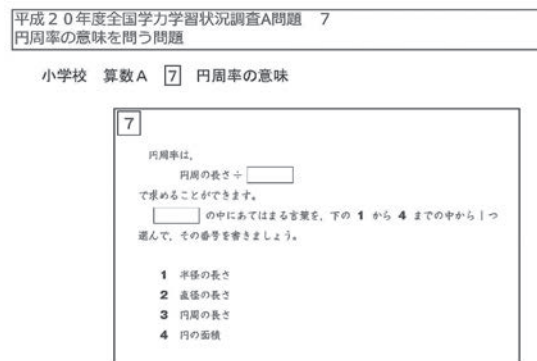 平成20年度全国学力学習状況調査A問題　7
円周率の意味を問う問題
小学校　算数A　7　円周率の意味
7
円周率は、
円周の長さ÷
で求めることができます。
の中にあてはまる言葉を、下の 1 から 4 までの中から1つ
選んで、その番号を書きましょう。
1　半径の長さ
2　直径の長さ
3　円周の長さ
4　円の面積